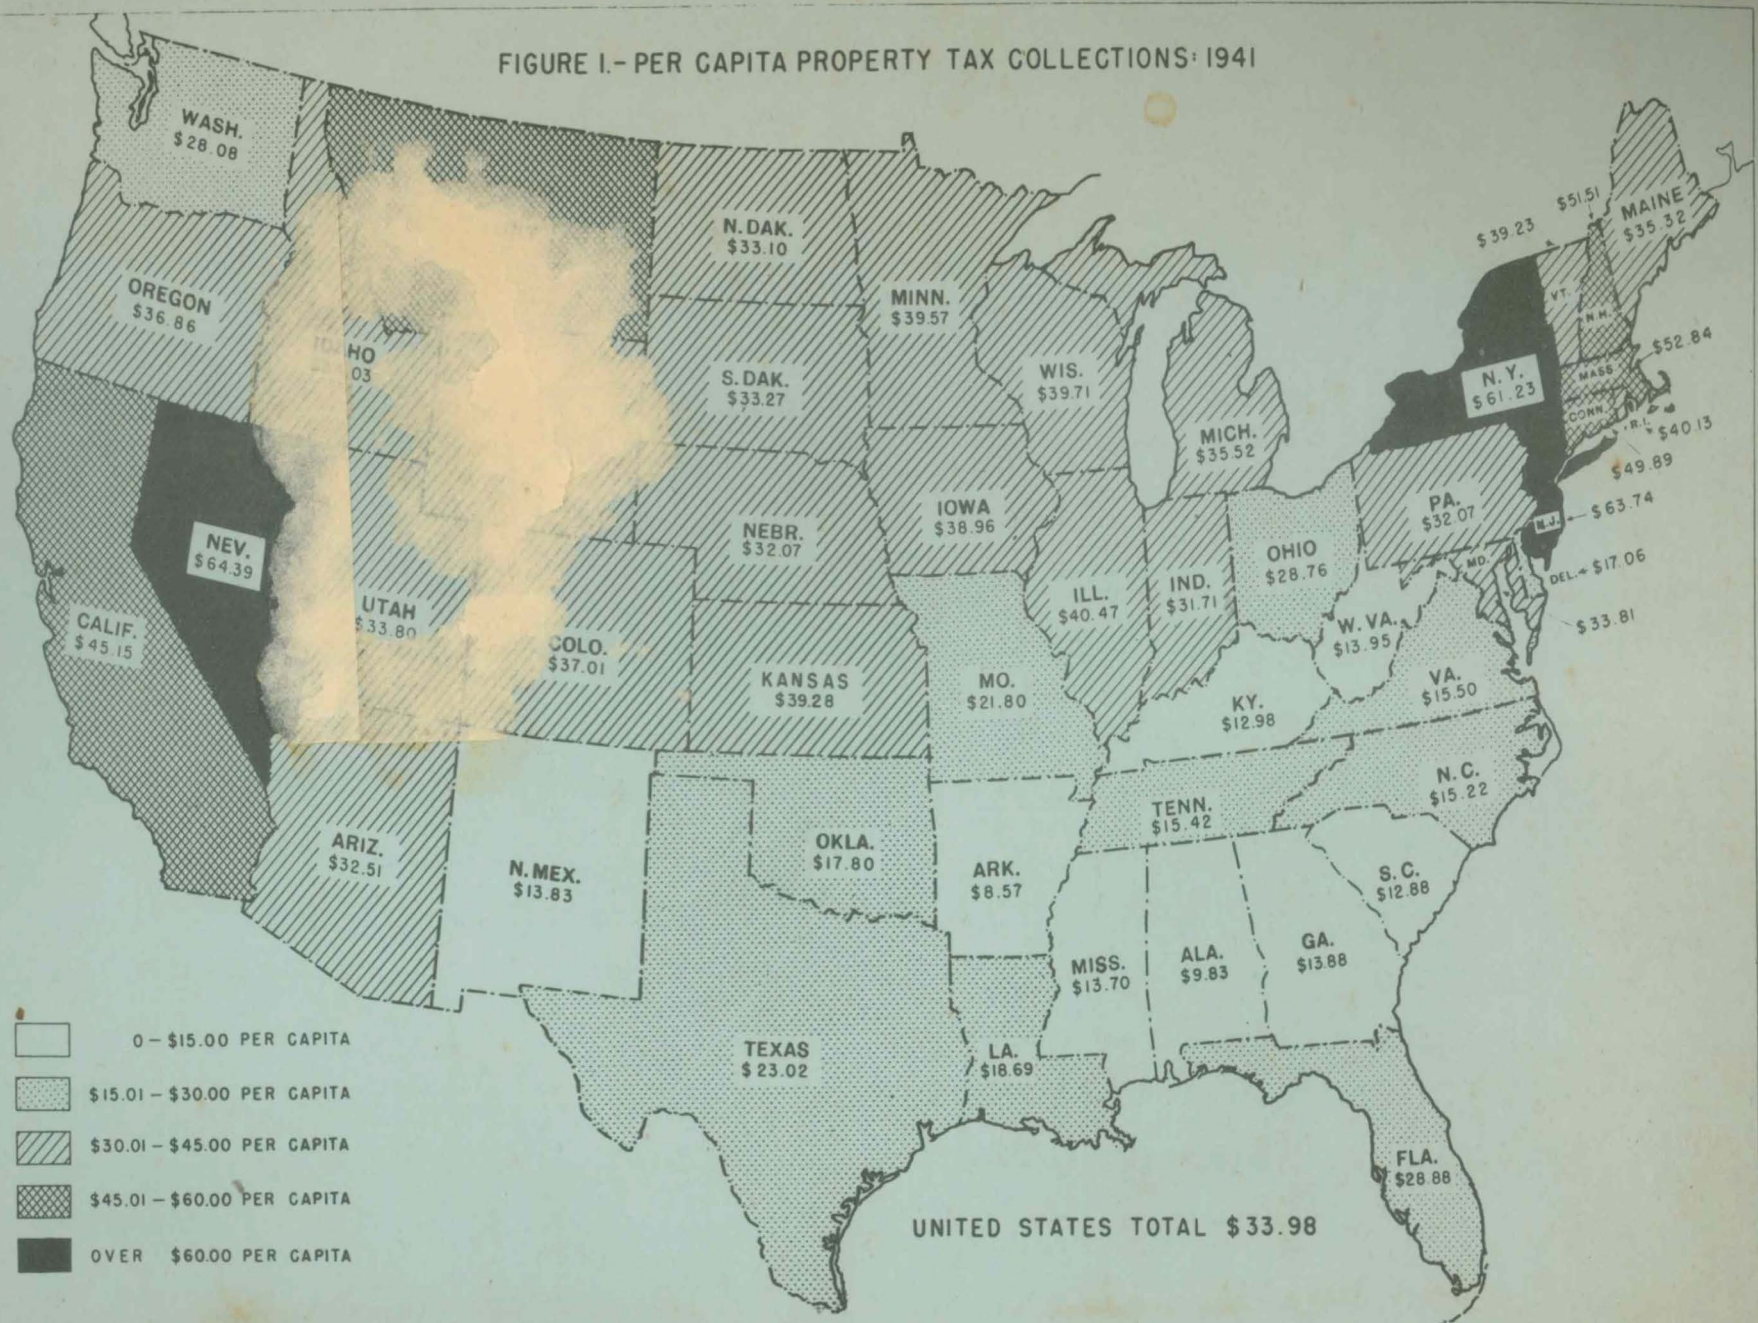 FIGURE I.- PER CAPITA PROPERTY TAX COLLECTIONS: 1941
WASH.
$28.08
OREGON
$36.86
HO
03
NEV.
$64.39
CALIF.
$45.15
UTAH
$33.80
COLO.
$37.01
ARIZ.
$32.51
N. MEX.
$13.83
N. DAK.
$33.10
S. DAK.
$33.27
NEBR.
$32.07
KANSAS
$39.28
OKLA.
$17.80
TEXAS
$23.02
MINN.
$39.57
IOWA
$38.96
MO.
$21.80
ARK.
$8.57
LA.
$18.69
WIS.
$39.71
ILL.
$40.47
MICH.
$35.52
IND.
$31.71
OHIO
$28.76
KY.
$12.98
TENN.
$15.42
MISS.
$13.70
ALA.
$9.83
GA.
$13.88
FLA.
$28.88
S.C.
$12.88
N.C.
$15.22
VA.
$15.50
W. VA.
$13.95
PA.
$32.07
N.Y.
$61.23
MAINE
$35.32
$51.51
$39.23
VT.
N.H.
$52.84
MASS
CONN.
R.I.
$40.13
$49.89
N.J.
$63.74
MD.
DEL.
$17.06
$33.81
0 – $15.00 PER CAPITA
$15.01 – $30.00 PER CAPITA
$30.01 – $45.00 PER CAPITA
$45.01 – $60.00 PER CAPITA
OVER $60.00 PER CAPITA
UNITED STATES TOTAL $33.98